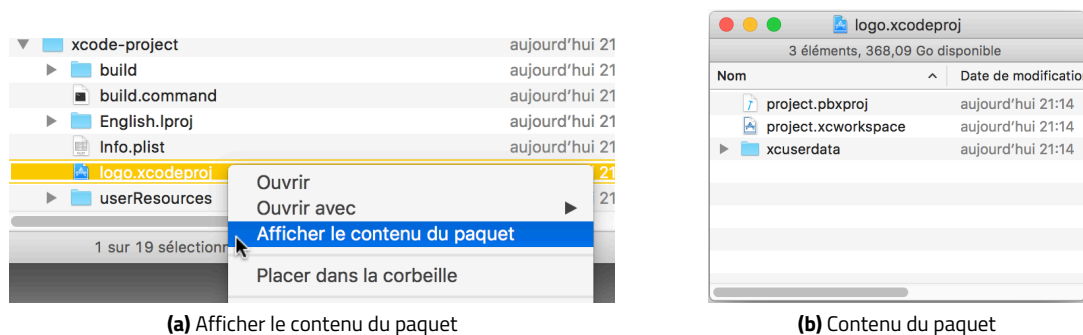 xcode-project aujourd'hui 21
build aujourd'hui 21
build.command aujourd'hui 21
English.lproj aujourd'hui 21
Info.plist aujourd'hui 21
logo.xcodeproj 21
userResources 21
1 sur 19 sélectionn
Ouvrir
Ouvrir avec
Afficher le contenu du paquet
Placer dans la corbeille
(a) Afficher le contenu du paquet
logo.xcodeproj
3 éléments, 368,09 Go disponible
Nom Date de modification
project.pbxproj aujourd'hui 21:14
project.xcworkspace aujourd'hui 21:14
xcuserdata aujourd'hui 21:14
(b) Contenu du paquet